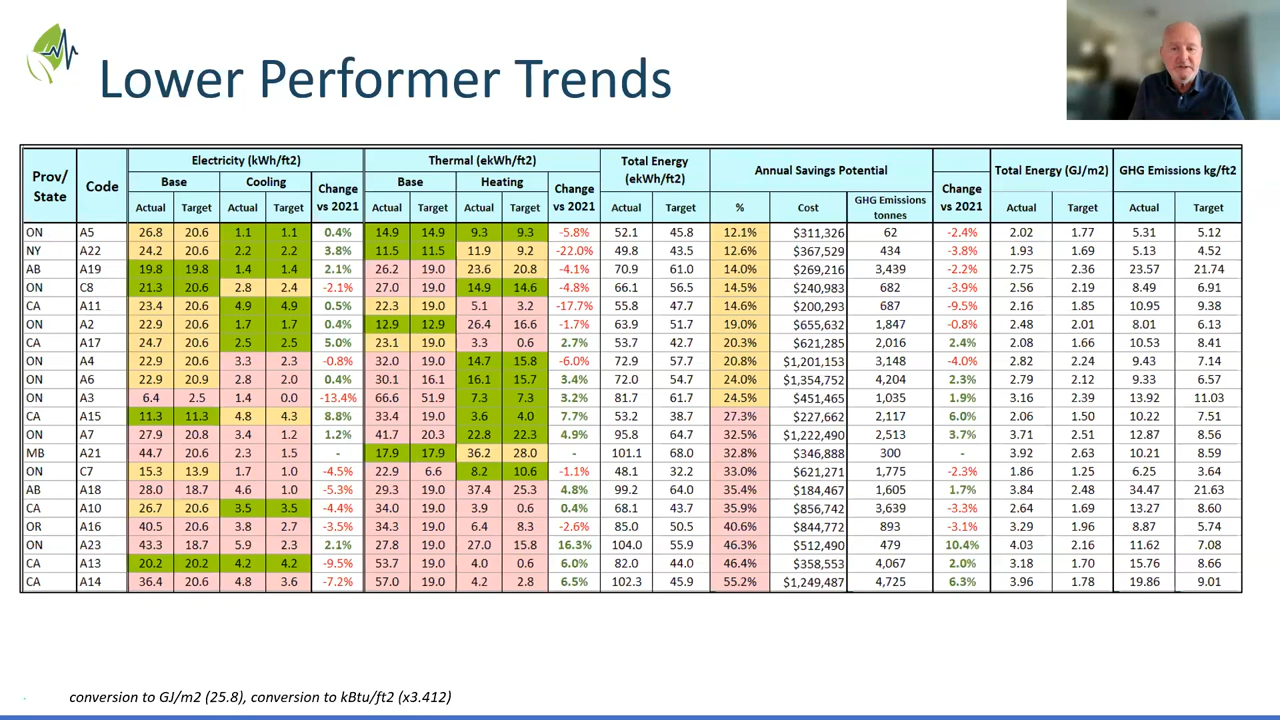 Lower Performer Trends
Prov/ State Code Electricity (kWh/ft2) Thermal (ekWh/ft2) Total Energy (ekWh/ft2) Annual Savings Potential Change vs 2021 Total Energy (GJ/m2) GHG Emissions kg/ft2
Base Cooling Change vs 2021 Base Heating Change vs 2021
Actual Target Actual Target Actual Target Actual Target Actual Target % Cost GHG Emissions tonnes Actual Target Actual Target
ON A5 26.8 20.6 1.1 1.1 0.4% 14.9 14.9 9.3 9.3 -5.8% 52.1 45.8 12.1% $311,326 62 -2.4% 2.02 1.77 5.31 5.12
NY A22 24.2 20.6 2.2 2.2 3.8% 11.5 11.5 11.9 9.2 -22.0% 49.8 43.5 12.6% $367,529 434 -3.8% 1.93 1.69 5.13 4.52
AB A19 19.8 19.8 1.4 1.4 2.1% 26.2 19.0 23.6 20.8 -4.1% 70.9 61.0 14.0% $269,216 3,439 -2.2% 2.75 2.36 23.57 21.74
ON C8 21.3 20.6 2.8 2.4 -2.1% 27.0 19.0 14.9 14.6 -4.8% 66.1 56.5 14.5% $240,983 682 -3.9% 2.56 2.19 8.49 6.91
CA A11 23.4 20.6 4.9 4.9 0.5% 22.3 19.0 5.1 3.2 -17.7% 55.8 47.7 14.6% $200,293 687 -9.5% 2.16 1.85 10.95 9.38
ON A2 22.9 20.6 1.7 1.7 0.4% 12.9 12.9 26.4 16.6 -1.7% 63.9 51.7 19.0% $655,632 1,847 -0.8% 2.48 2.01 8.01 6.13
CA A17 24.7 20.6 2.5 2.5 5.0% 23.1 19.0 3.3 0.6 2.7% 53.7 42.7 20.3% $621,285 2,016 2.4% 2.08 1.66 10.53 8.41
ON A4 22.9 20.6 3.3 2.3 -0.8% 32.0 19.0 14.7 15.8 -6.0% 72.9 57.7 20.8% $1,201,153 3,148 -4.0% 2.82 2.24 9.43 7.14
ON A6 22.9 20.9 2.8 2.0 0.4% 30.1 16.1 16.1 15.7 3.4% 72.0 54.7 24.0% $1,354,752 4,204 2.3% 2.79 2.12 9.33 6.57
ON A3 6.4 2.5 1.4 0.0 -13.4% 66.6 51.9 7.3 7.3 3.2% 81.7 61.7 24.5% $451,465 1,035 1.9% 3.16 2.39 13.92 11.03
CA A15 11.3 11.3 4.8 4.3 8.8% 33.4 19.0 3.6 4.0 7.7% 53.2 38.7 27.3% $227,662 2,117 6.0% 2.06 1.50 10.22 7.51
ON A7 27.9 20.8 3.4 1.2 1.2% 41.7 20.3 22.8 22.3 4.9% 95.8 64.7 32.5% $1,222,490 2,513 3.7% 3.71 2.51 12.87 8.56
MB A21 44.7 20.6 2.3 1.5 - 17.9 17.9 36.2 28.0 - 101.1 68.0 32.8% $346,888 300 - 3.92 2.63 10.21 8.59
ON C7 15.3 13.9 1.7 1.0 -4.5% 22.9 6.6 8.2 10.6 -1.1% 48.1 32.2 33.0% $621,271 1,775 -2.3% 1.86 1.25 6.25 3.64
AB A18 28.0 18.7 4.6 1.0 -5.3% 29.3 19.0 37.4 25.3 4.8% 99.2 64.0 35.4% $184,467 1,605 1.7% 3.84 2.48 34.47 21.63
CA A10 26.7 20.6 3.5 3.5 -4.4% 34.0 19.0 3.9 0.6 0.4% 68.1 43.7 35.9% $856,742 3,639 -3.3% 2.64 1.69 13.27 8.60
OR A16 40.5 20.6 3.8 2.7 -3.5% 34.3 19.0 6.4 8.3 -2.6% 85.0 50.5 40.6% $844,772 893 -3.1% 3.29 1.96 8.87 5.74
ON A23 43.3 18.7 5.9 2.3 2.1% 27.8 19.0 27.0 15.8 16.3% 104.0 55.9 46.3% $512,490 479 10.4% 4.03 2.16 11.62 7.08
CA A13 20.2 20.2 4.2 4.2 -9.5% 53.7 19.0 4.0 0.6 6.0% 82.0 44.0 46.4% $358,553 4,067 2.0% 3.18 1.70 15.76 8.66
CA A14 36.4 20.6 4.8 3.6 -7.2% 57.0 19.0 4.2 2.8 6.5% 102.3 45.9 55.2% $1,249,487 4,725 6.3% 3.96 1.78 19.86 9.01
conversion to GJ/m2 (25.8), conversion to kBtu/ft2 (x3.412)